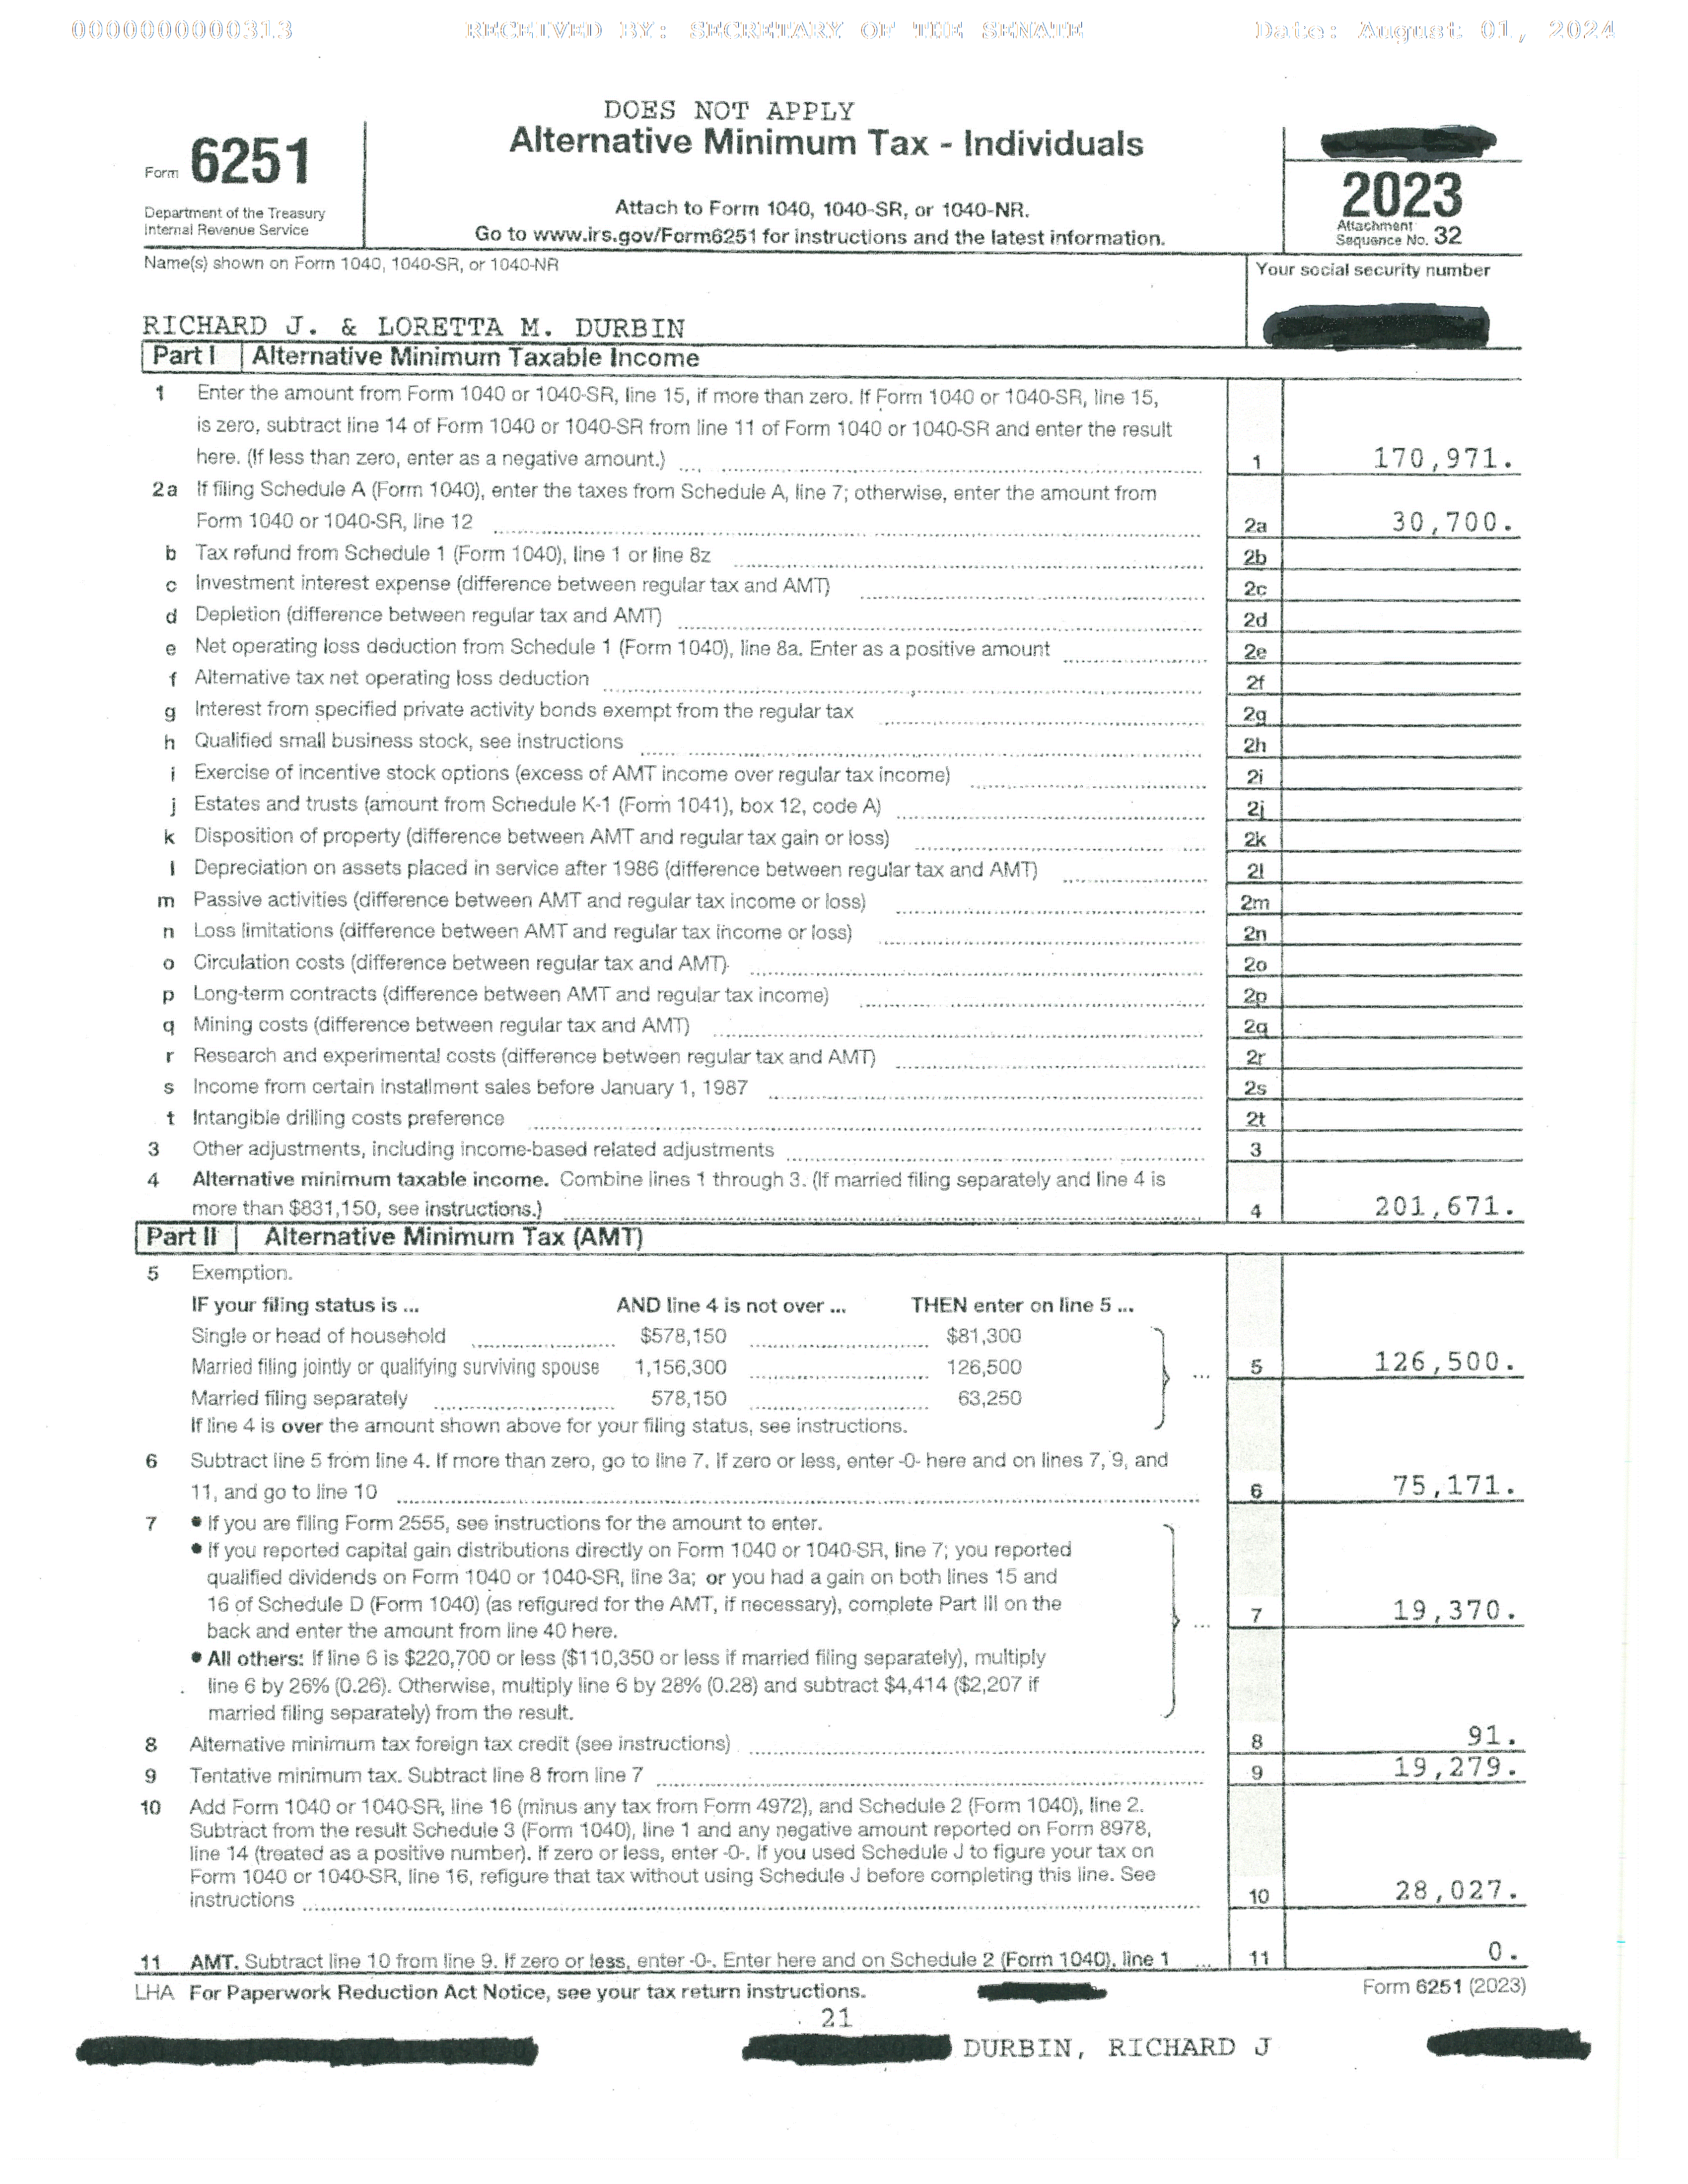 0000000000313 RECEIVED BY: SECRETARY OF THE SENATE Date: August 01, 2024
DOES NOT APPLY
Form 6251
Alternative Minimum Tax - Individuals
2023
Department of the Treasury
Internal Revenue Service
Attach to Form 1040, 1040-SR, or 1040-NR.
Go to www.irs.gov/Form6251 for instructions and the latest information.
Attachment
Sequence No. 32
Name(s) shown on Form 1040, 1040-SR, or 1040-NR
Your social security number
RICHARD J. & LORETTA M. DURBIN
Part I Alternative Minimum Taxable Income
1 Enter the amount from Form 1040 or 1040-SR, line 15, if more than zero. If Form 1040 or 1040-SR, line 15,
is zero, subtract line 14 of Form 1040 or 1040-SR from line 11 of Form 1040 or 1040-SR and enter the result
here. (If less than zero, enter as a negative amount.) 1 170,971.
2a If filing Schedule A (Form 1040), enter the taxes from Schedule A, line 7; otherwise, enter the amount from
Form 1040 or 1040-SR, line 12 2a 30,700.
b Tax refund from Schedule 1 (Form 1040), line 1 or line 8z 2b
c Investment interest expense (difference between regular tax and AMT) 2c
d Depletion (difference between regular tax and AMT) 2d
e Net operating loss deduction from Schedule 1 (Form 1040), line 8a. Enter as a positive amount 2e
f Alternative tax net operating loss deduction 2f
g Interest from specified private activity bonds exempt from the regular tax 2g
h Qualified small business stock, see instructions 2h
i Exercise of incentive stock options (excess of AMT income over regular tax income) 2i
j Estates and trusts (amount from Schedule K-1 (Form 1041), box 12, code A) 2j
k Disposition of property (difference between AMT and regular tax gain or loss) 2k
l Depreciation on assets placed in service after 1986 (difference between regular tax and AMT) 2l
m Passive activities (difference between AMT and regular tax income or loss) 2m
n Loss limitations (difference between AMT and regular tax income or loss) 2n
o Circulation costs (difference between regular tax and AMT) 2o
p Long-term contracts (difference between AMT and regular tax income) 2p
q Mining costs (difference between regular tax and AMT) 2q
r Research and experimental costs (difference between regular tax and AMT) 2r
s Income from certain installment sales before January 1, 1987 2s
t Intangible drilling costs preference 2t
3 Other adjustments, including income-based related adjustments 3
4 Alternative minimum taxable income. Combine lines 1 through 3. (If married filing separately and line 4 is
more than $831,150, see instructions.) 4 201,671.
Part II Alternative Minimum Tax (AMT)
5 Exemption.
IF your filing status is ... AND line 4 is not over ... THEN enter on line 5 ...
Single or head of household $578,150 $81,300
Married filing jointly or qualifying surviving spouse 1,156,300 126,500 5 126,500.
Married filing separately 578,150 63,250
If line 4 is over the amount shown above for your filing status, see instructions.
6 Subtract line 5 from line 4. If more than zero, go to line 7. If zero or less, enter -0- here and on lines 7, 9, and
11, and go to line 10 6 75,171.
7 • If you are filing Form 2555, see instructions for the amount to enter.
• If you reported capital gain distributions directly on Form 1040 or 1040-SR, line 7; you reported
qualified dividends on Form 1040 or 1040-SR, line 3a; or you had a gain on both lines 15 and
16 of Schedule D (Form 1040) (as refigured for the AMT, if necessary), complete Part III on the
back and enter the amount from line 40 here. 7 19,370.
• All others: If line 6 is $220,700 or less ($110,350 or less if married filing separately), multiply
line 6 by 26% (0.26). Otherwise, multiply line 6 by 28% (0.28) and subtract $4,414 ($2,207 if
married filing separately) from the result.
8 Alternative minimum tax foreign tax credit (see instructions) 8 91.
9 Tentative minimum tax. Subtract line 8 from line 7 9 19,279.
10 Add Form 1040 or 1040-SR, line 16 (minus any tax from Form 4972), and Schedule 2 (Form 1040), line 2.
Subtract from the result Schedule 3 (Form 1040), line 1 and any negative amount reported on Form 8978,
line 14 (treated as a positive number). If zero or less, enter -0-. If you used Schedule J to figure your tax on
Form 1040 or 1040-SR, line 16, refigure that tax without using Schedule J before completing this line. See
instructions 10 28,027.
11 AMT. Subtract line 10 from line 9. If zero or less, enter -0-. Enter here and on Schedule 2 (Form 1040), line 1 ... 11 0.
LHA For Paperwork Reduction Act Notice, see your tax return instructions. Form 6251 (2023)
21
DURBIN, RICHARD J